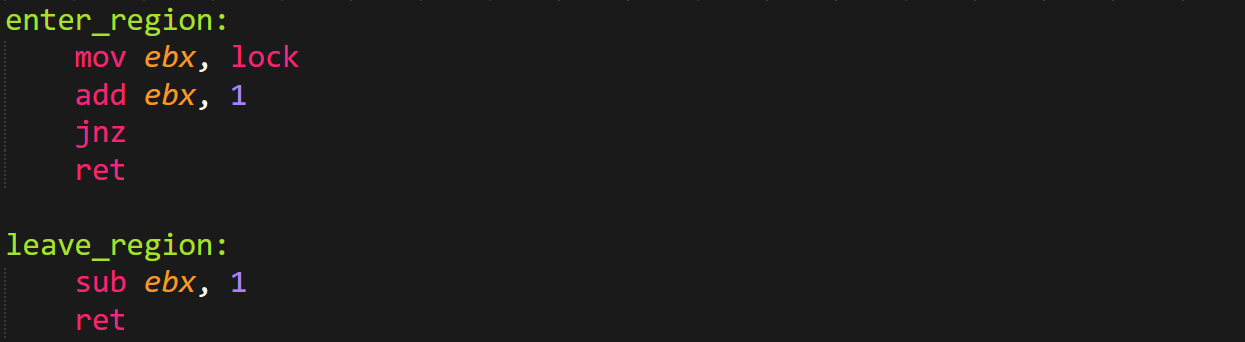 enter_region:
    mov ebx, lock
    add ebx, 1
    jnz
    ret

leave_region:
    sub ebx, 1
    ret